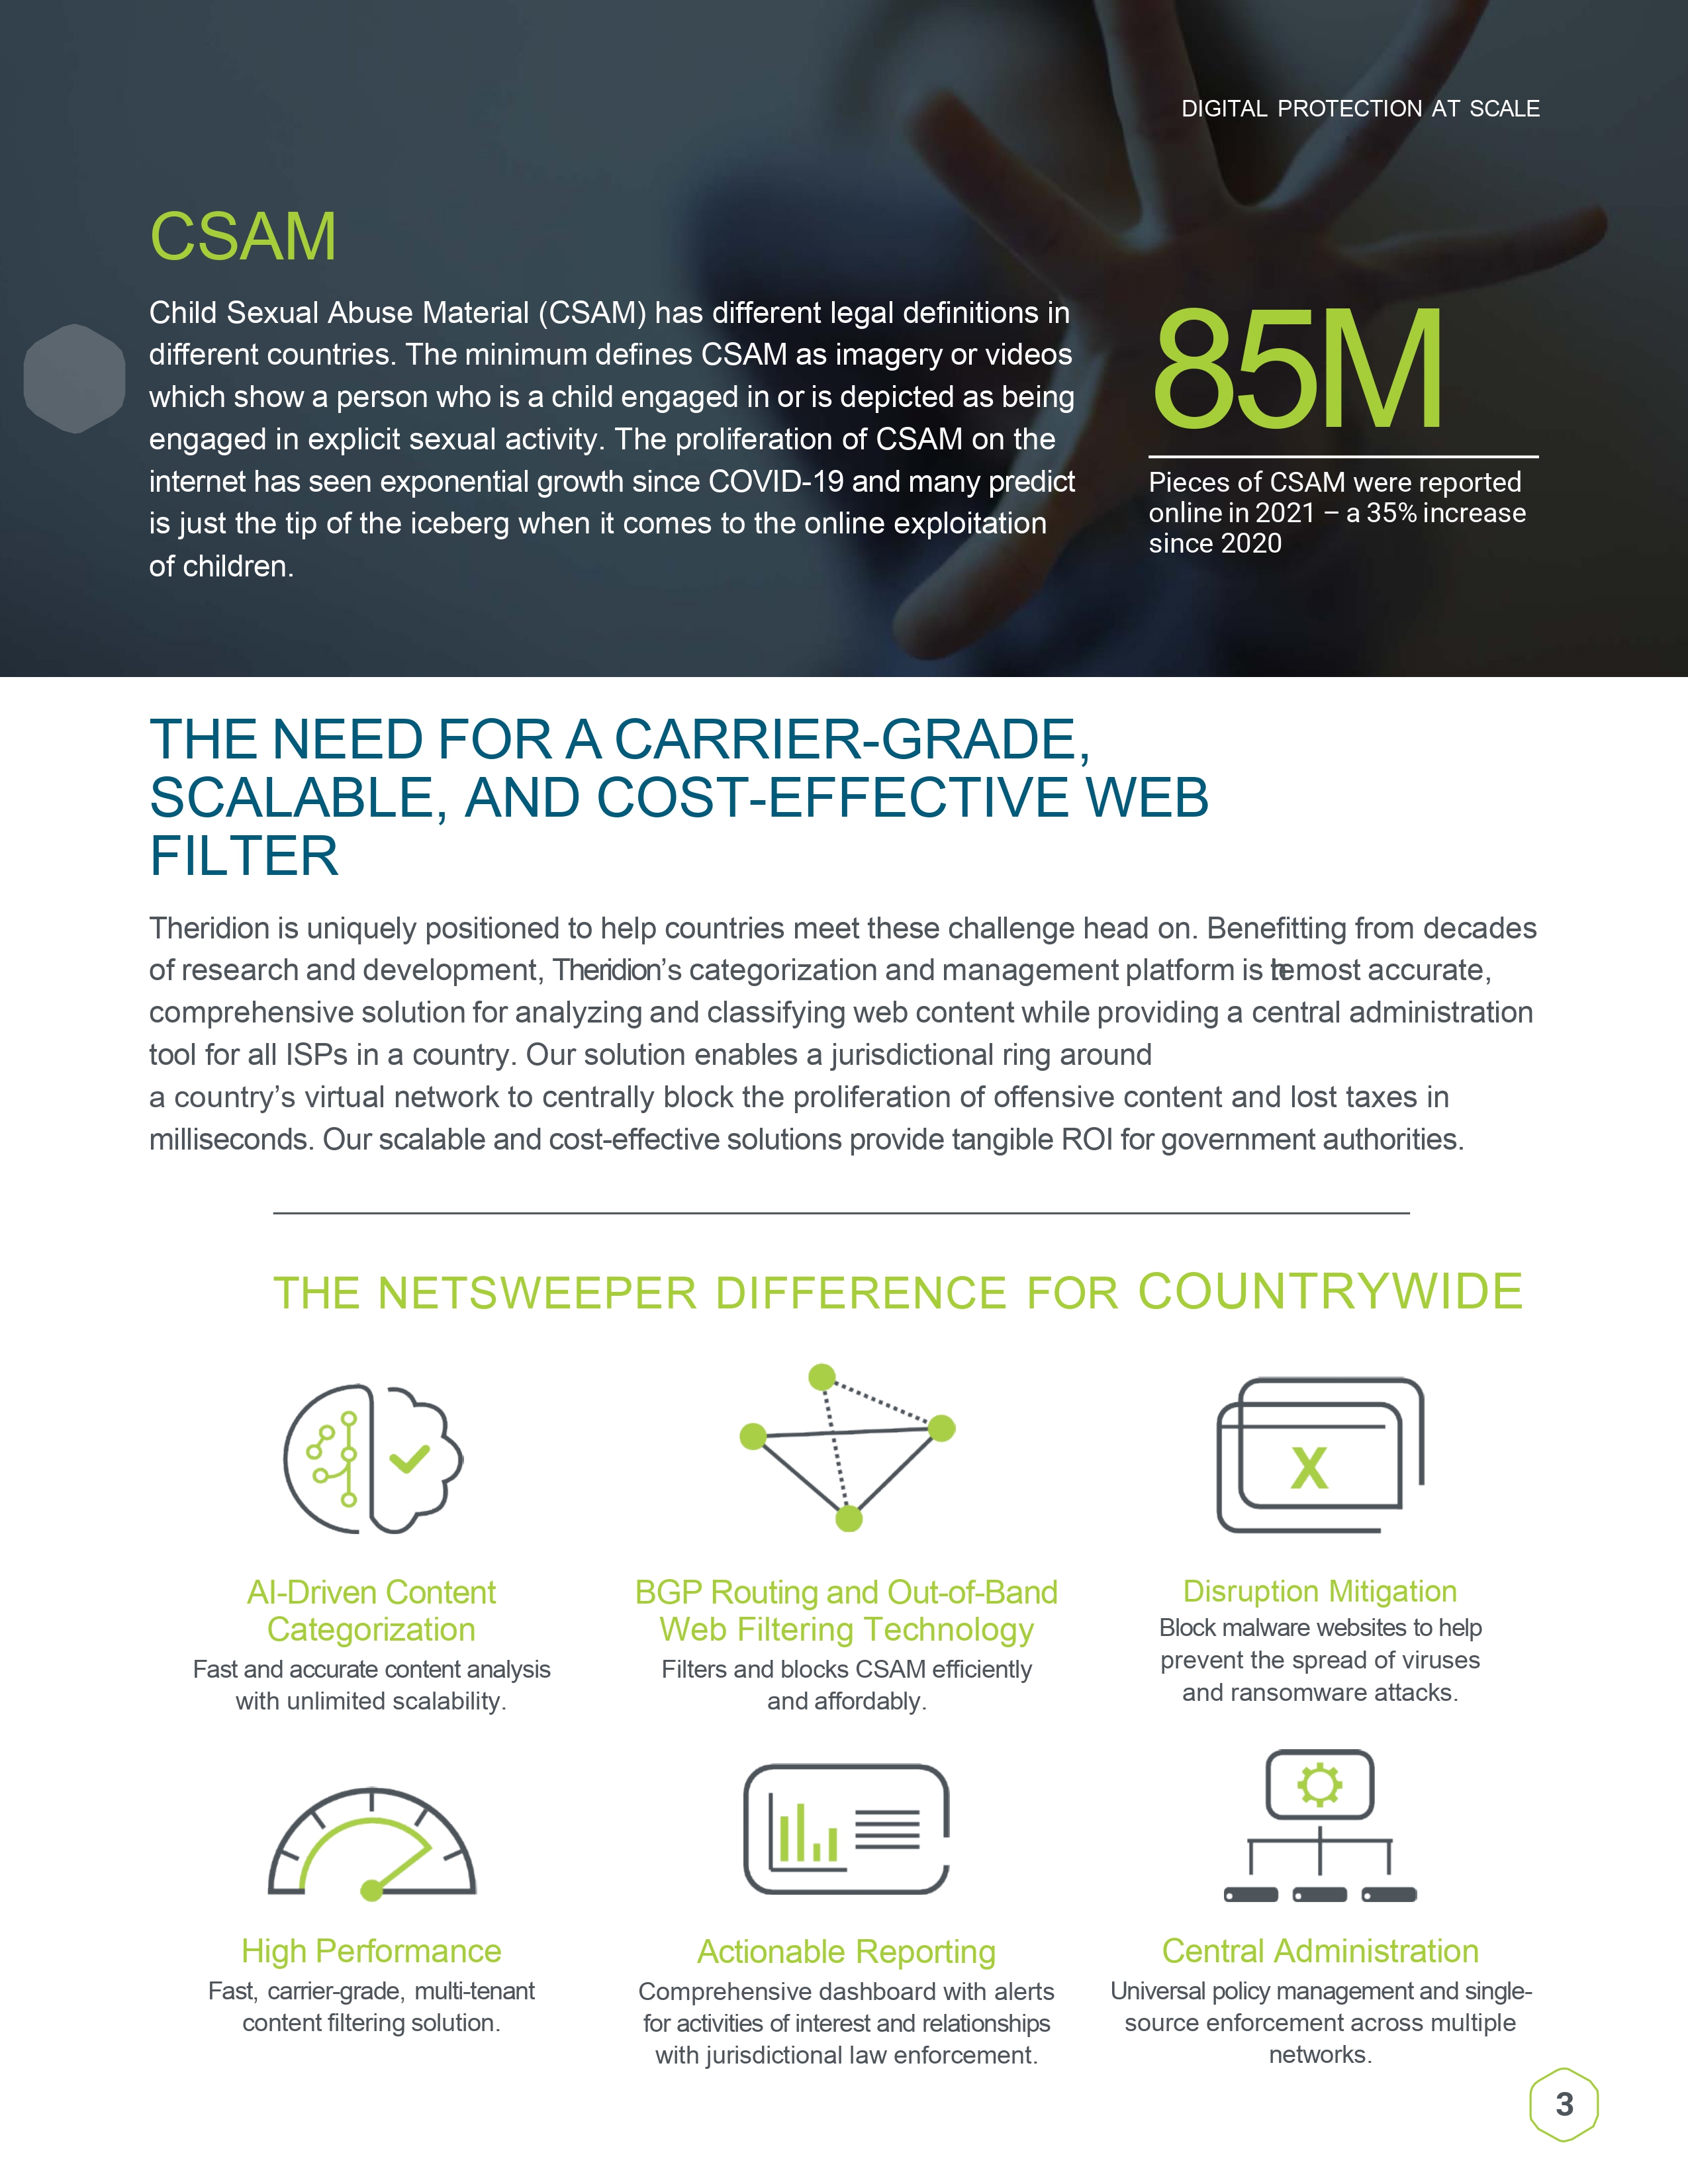 DIGITAL PROTECTION AT SCALE
CSAM
Child Sexual Abuse Material (CSAM) has different legal definitions in
different countries. The minimum defines CSAM as imagery or videos
which show a person who is a child engaged in or is depicted as being
engaged in explicit sexual activity. The proliferation of CSAM on the
internet has seen exponential growth since COVID-19 and many predict
is just the tip of the iceberg when it comes to the online exploitation
of children.
85M
Pieces of CSAM were reported
online in 2021 – a 35% increase
since 2020
THE NEED FOR A CARRIER-GRADE,
SCALABLE, AND COST-EFFECTIVE WEB
FILTER
Theridion is uniquely positioned to help countries meet these challenge head on. Benefitting from decades
of research and development, Theridion’s categorization and management platform is the most accurate,
comprehensive solution for analyzing and classifying web content while providing a central administration
tool for all ISPs in a country. Our solution enables a jurisdictional ring around
a country’s virtual network to centrally block the proliferation of offensive content and lost taxes in
milliseconds. Our scalable and cost-effective solutions provide tangible ROI for government authorities.
THE NETSWEEPER DIFFERENCE FOR COUNTRYWIDE
AI-Driven Content
Categorization
Fast and accurate content analysis
with unlimited scalability.
BGP Routing and Out-of-Band
Web Filtering Technology
Filters and blocks CSAM efficiently
and affordably.
X
Disruption Mitigation
Block malware websites to help
prevent the spread of viruses
and ransomware attacks.
High Performance
Fast, carrier-grade, multi-tenant
content filtering solution.
Actionable Reporting
Comprehensive dashboard with alerts
for activities of interest and relationships
with jurisdictional law enforcement.
Central Administration
Universal policy management and single-
source enforcement across multiple
networks.
3